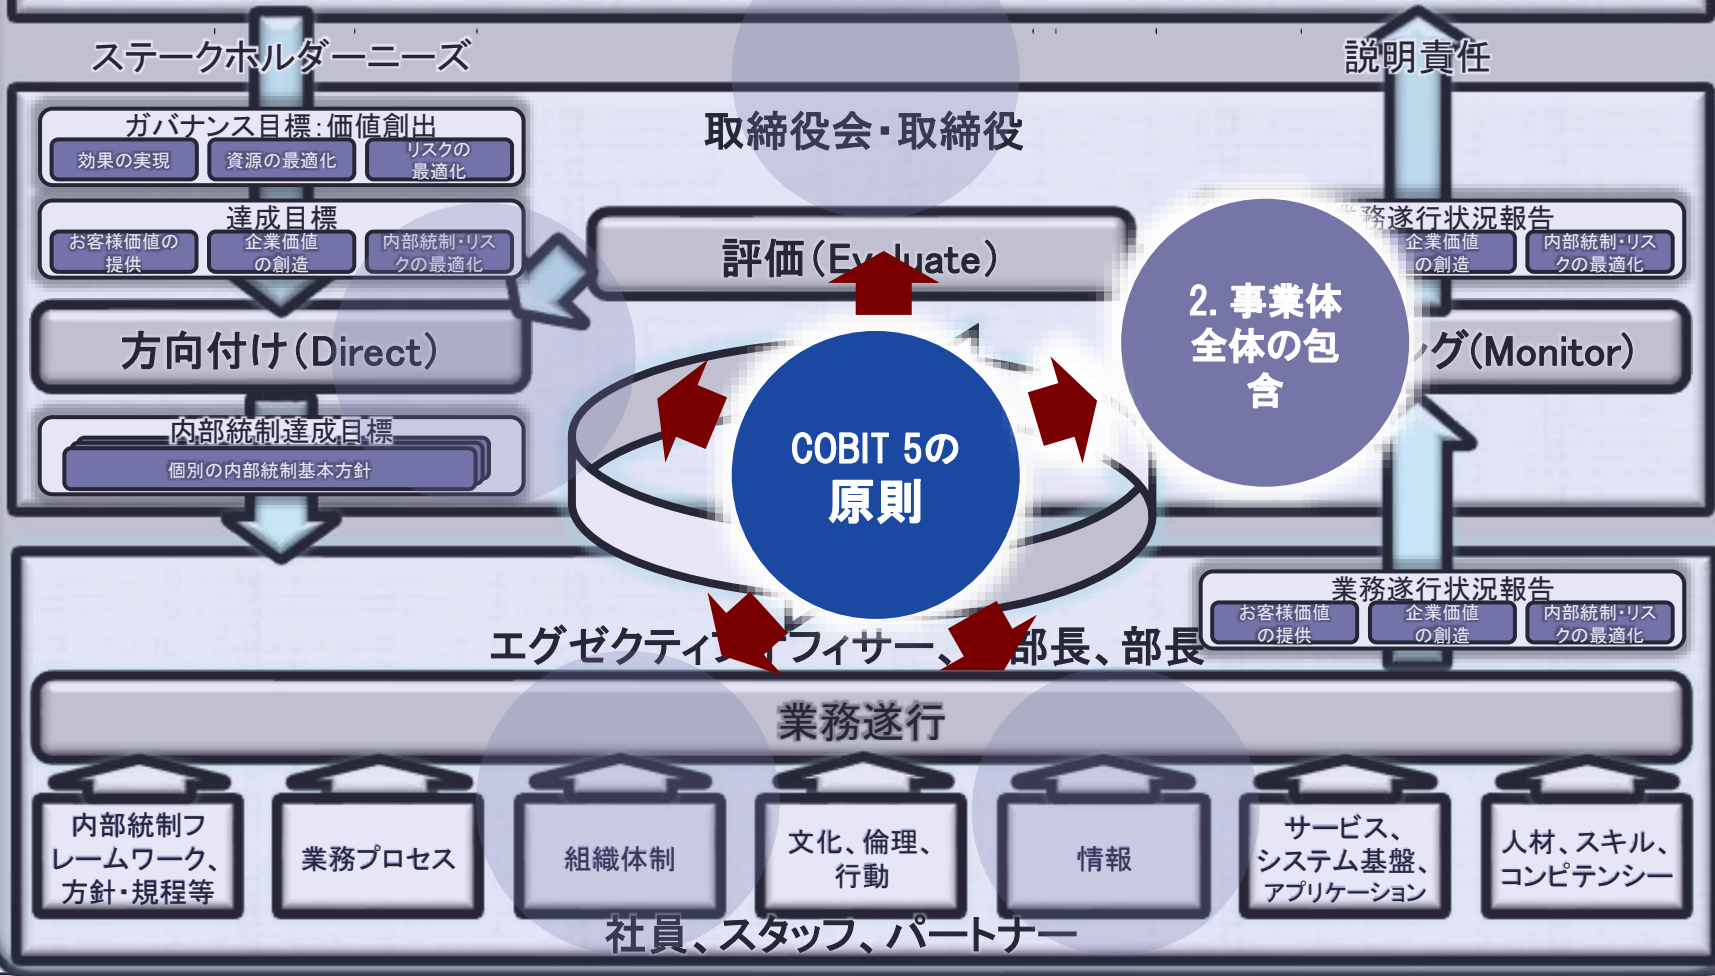 ステークホルダーニーズ
説明責任
取締役会・取締役
ガバナンス目標：価値創出
効果の実現
資源の最適化
リスクの
最適化
達成目標
お客様価値の
提供
企業価値
の創造
内部統制・リス
クの最適化
評価（Evaluate）
務遂行状況報告
企業価値
の創造
内部統制・リス
クの最適化
2. 事業体
全体の包
含
方向付け（Direct）
グ(Monitor）
内部統制達成目標
個別の内部統制基本方針
COBIT 5の
原則
業務遂行状況報告
お客様価値
の提供
企業価値
の創造
内部統制・リス
クの最適化
エグゼクティブオフィサー、部長、部長
業務遂行
内部統制フ
レームワーク、
方針・規程等
業務プロセス
組織体制
文化、倫理、
行動
情報
サービス、
システム基盤、
アプリケーション
人材、スキル、
コンピテンシー
社員、スタッフ、パートナー